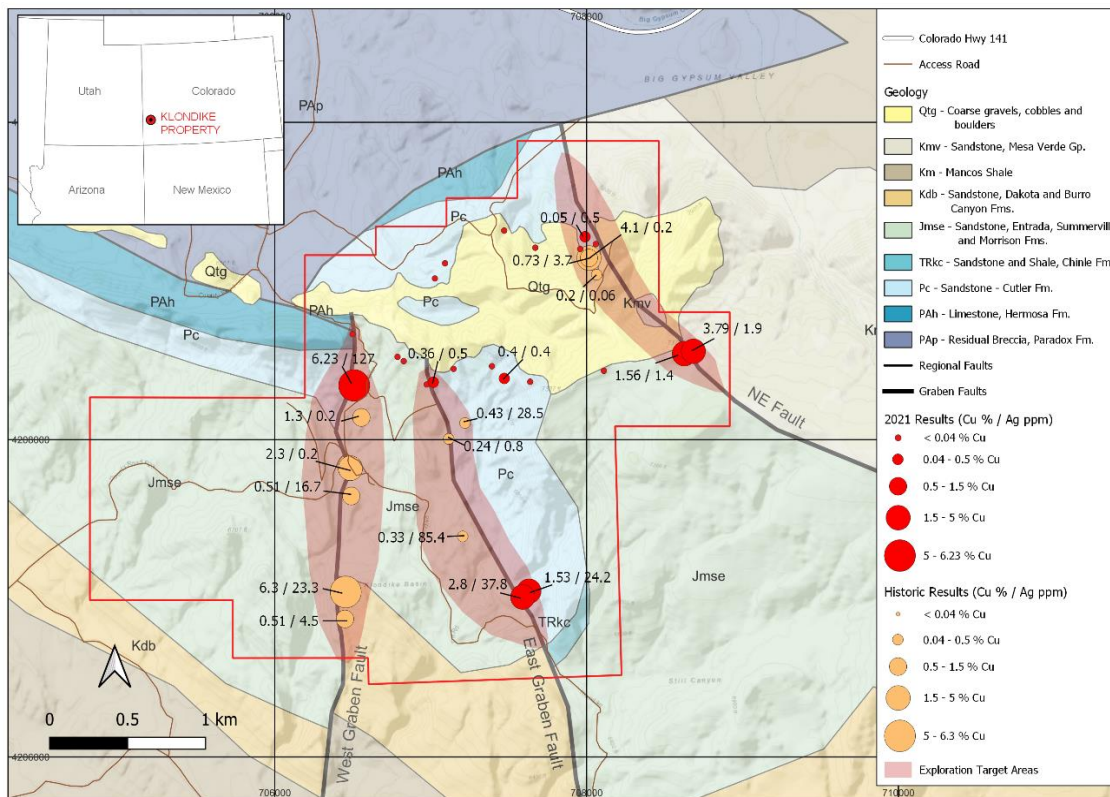 706000
708000
Utah
Colorado
KLONDIKE
PROPERTY
Arizona
New Mexico
PAp
BIG GYPSUM VALLEY
PAh
Pc
0.05 / 0.5
4.1 / 0.2
0.73 / 3.7
Qtg
Qtg
0.2 / 0.06
Kmv
PAh
Pc
PAh
Pc
3.79 / 1.9
6.23 / 127
0.36 / 0.5
0.4 / 0.4
1.56 / 1.4
1.3 / 0.2
0.43 / 28.5
NE Fault
4200000
0.24 / 0.8
2.3 / 0.2
Pc
Jmse
0.51 / 16.7
Jmse
0.33 / 85.4
Klondike Basin
Jmse
6.3 / 23.3
2.8 / 37.8
1.53 / 24.2
0.51 / 4.5
TRkc
Kdb
West Graben Fault
East Graben Fault
Still Canyon
0 0.5 1 km
4200000
706000
708000
710000
Colorado Hwy 141
Access Road
Geology
Qtg - Coarse gravels, cobbles and
boulders
Kmv - Sandstone, Mesa Verde Gp.
Km - Mancos Shale
Kdb - Sandstone, Dakota and Burro
Canyon Fms.
Jmse - Sandstone, Entrada, Summervill
and Morrison Fms.
TRkc - Sandstone and Shale, Chinle Fm
Pc - Sandstone - Cutler Fm.
PAh - Limestone, Hermosa Fm.
PAp - Residual Breccia, Paradox Fm.
Regional Faults
Graben Faults
2021 Results (Cu % / Ag ppm)
< 0.04 % Cu
0.04 - 0.5 % Cu
0.5 - 1.5 % Cu
1.5 - 5 % Cu
5 - 6.23 % Cu
Historic Results (Cu % / Ag ppm)
< 0.04 % Cu
0.04 - 0.5 % Cu
0.5 - 1.5 % Cu
1.5 - 5 % Cu
5 - 6.3 % Cu
Exploration Target Areas